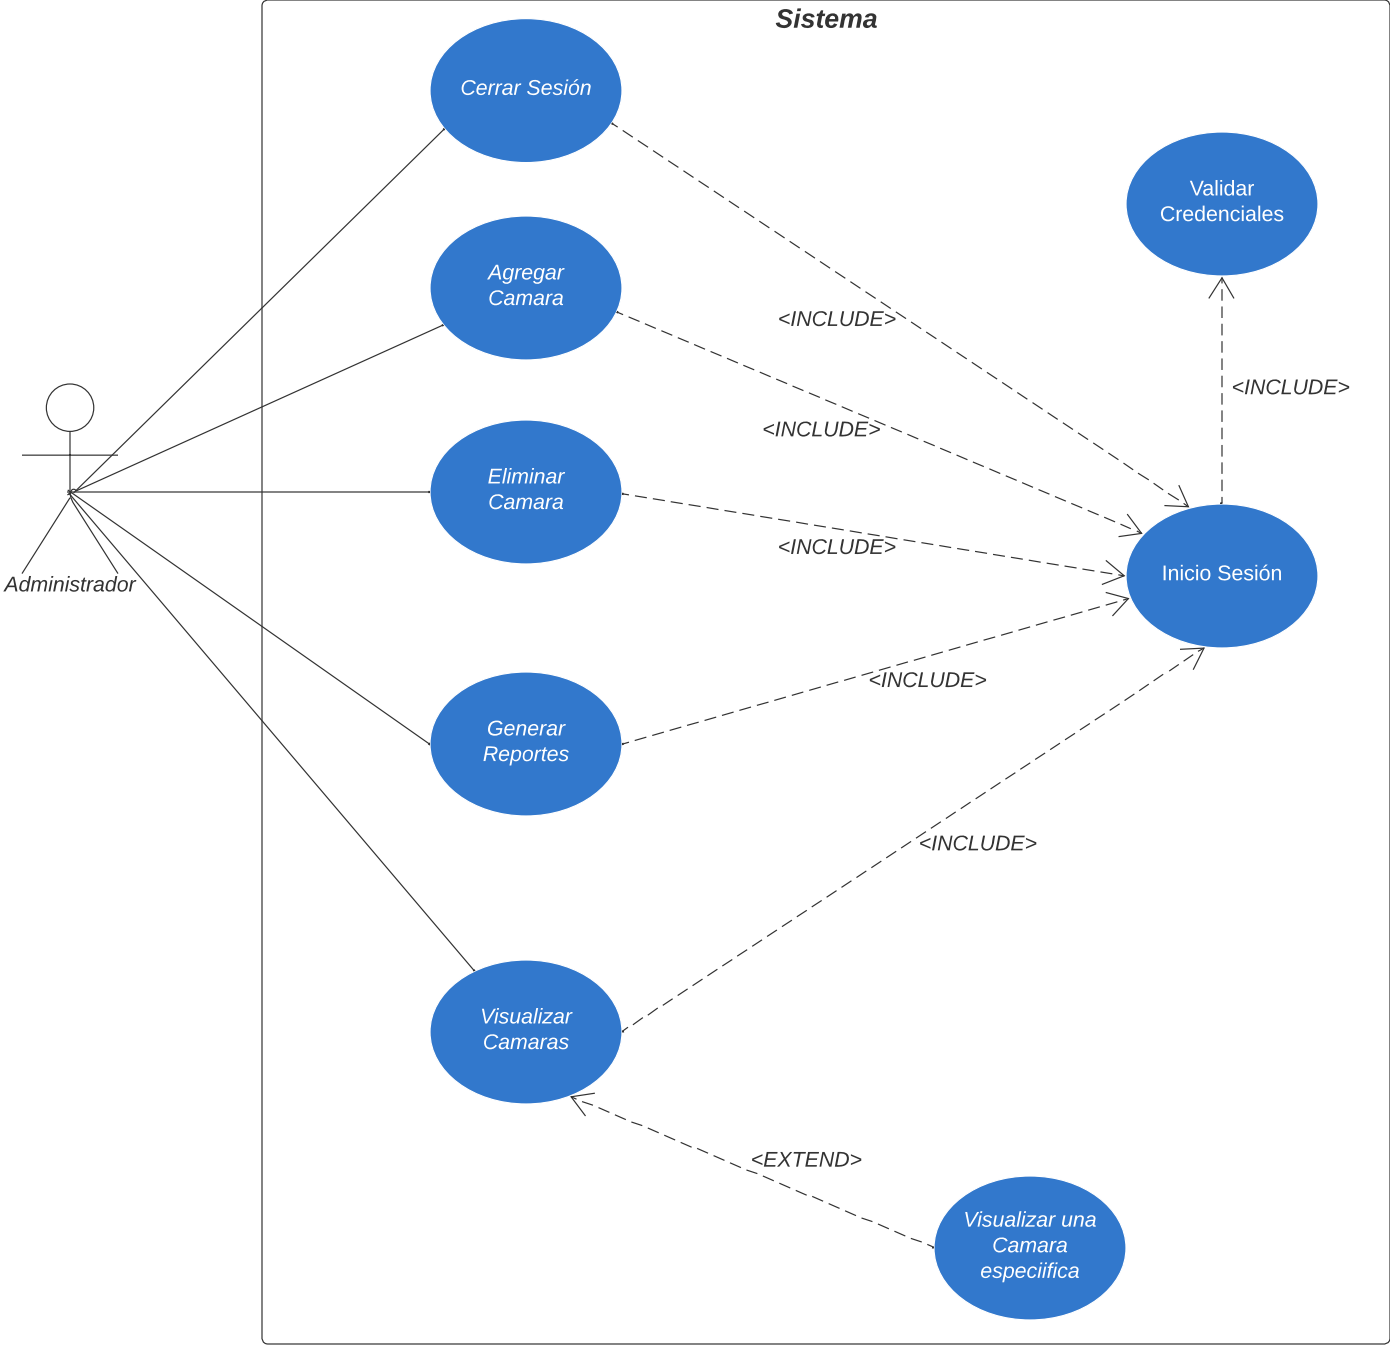 Sistema
Cerrar Sesión
Validar
Credenciales
Agregar
Camara
<INCLUDE>
<INCLUDE>
<INCLUDE>
Eliminar
Camara
<INCLUDE>
Inicio Sesión
Administrador
<INCLUDE>
Generar
Reportes
<INCLUDE>
Visualizar
Camaras
<EXTEND>
Visualizar una
Camara
especiifica